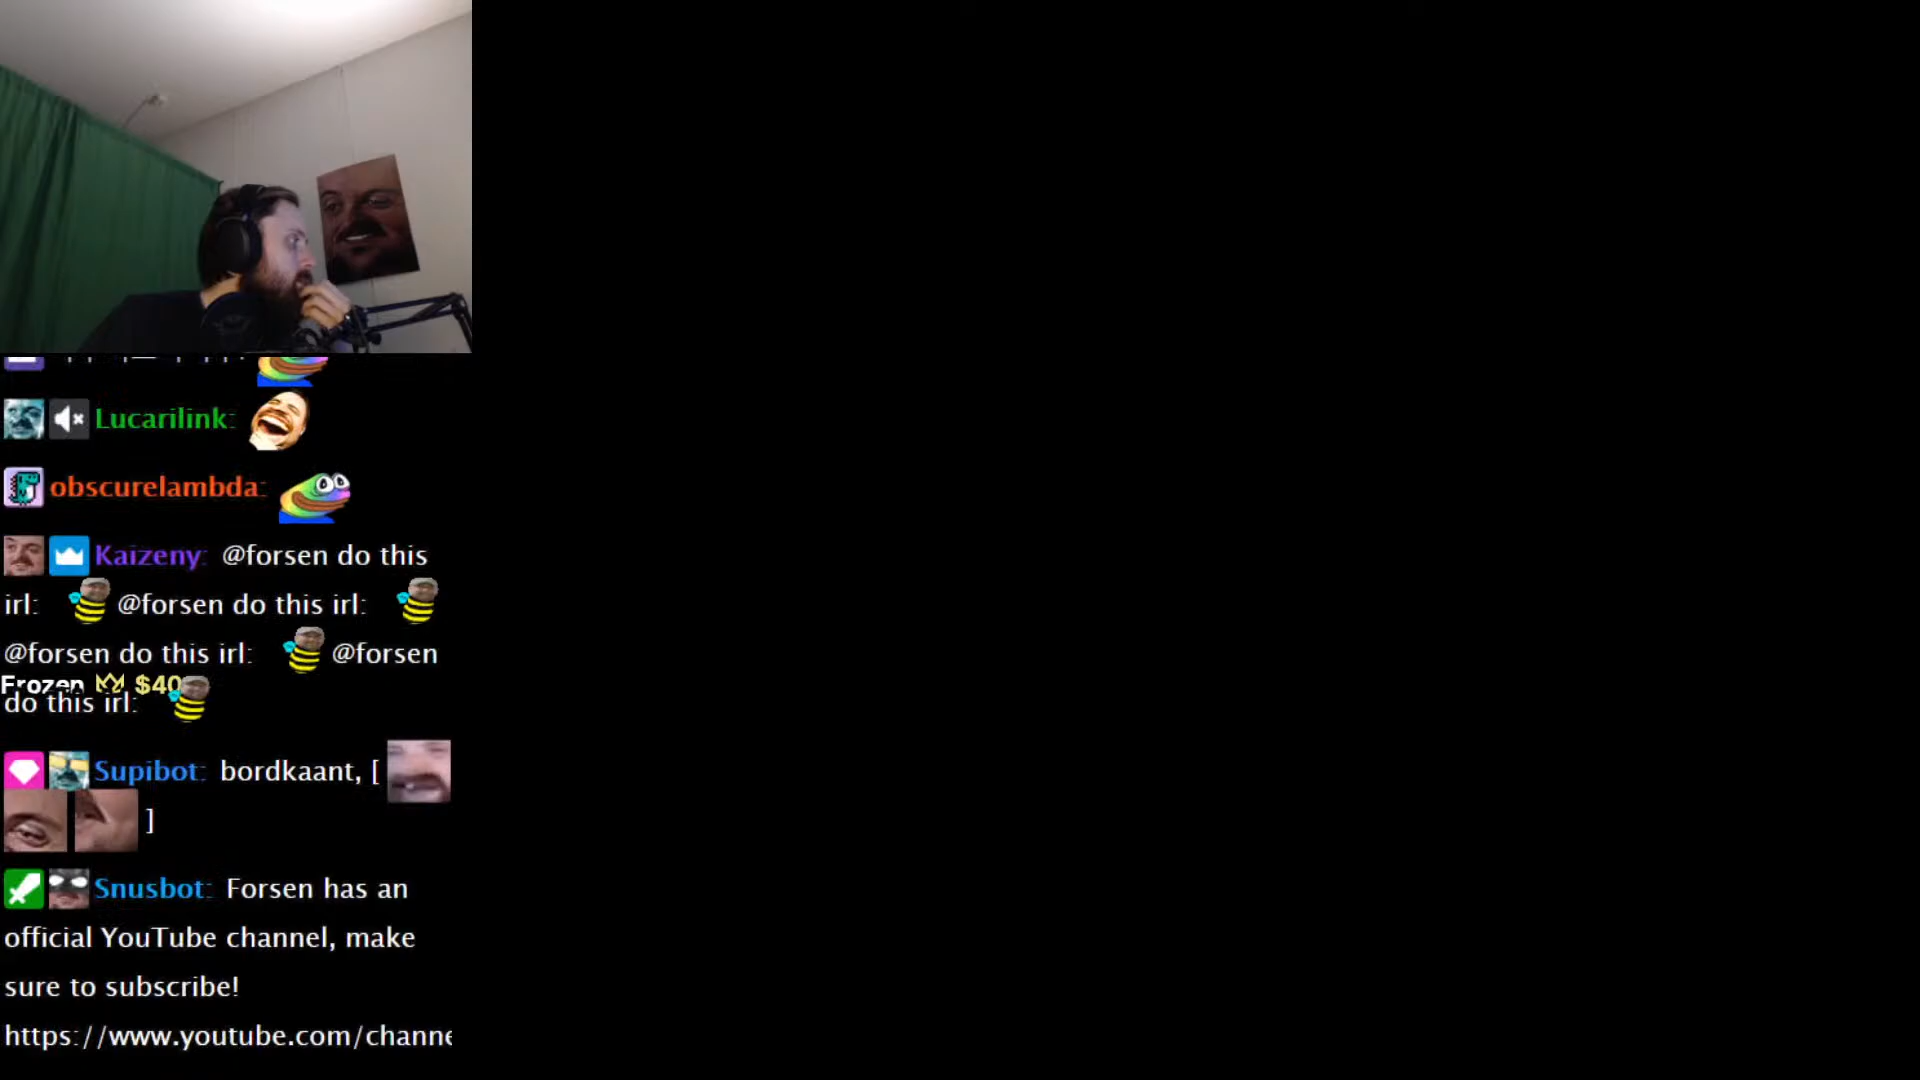 Lucarilink:
obscurelambda:
Kaizeny: @forsen do this
irl: @forsen do this irl:
@forsen do this irl: @forsen
Frozen $40
do this irl:
Supibot: bordkaant, [
]
Snusbot: Forsen has an
official YouTube channel, make
sure to subscribe!
https://www.youtube.com/channe